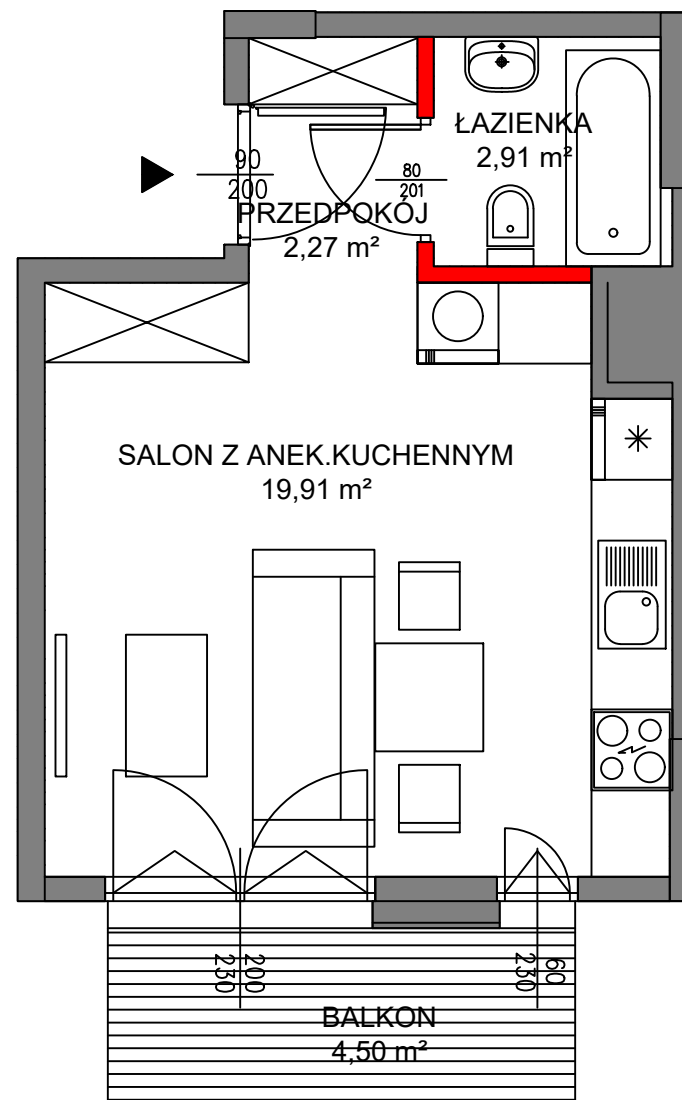 90
200
80
201
ŁAZIENKA
2,91 m²
PRZEDPOKÓJ
2,27 m²
SALON Z ANEK.KUCHENNYM
19,91 m²
200
230
60
230
BALKON
4,50 m²